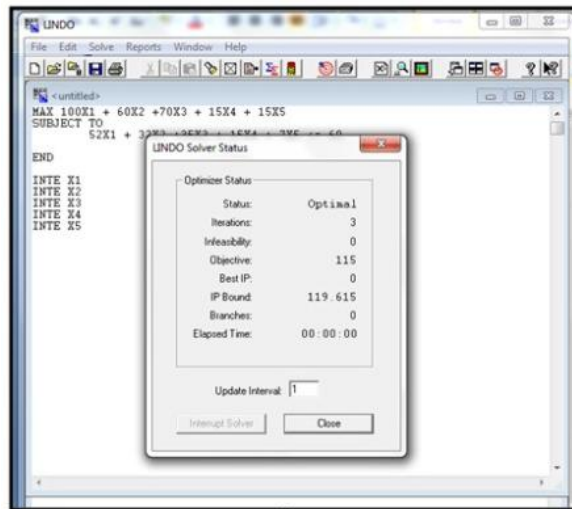 LINDO
File Edit Solve Reports Window Help
<untitled>
MAX 100X1 + 60X2 +70X3 + 15X4 + 15X5
SUBJECT TO
52X1 +
END
INTE X1
INTE X2
INTE X3
INTE X4
INTE X5
LINDO Solver Status
Optimizer Status
Status: Optimal
Iterations: 3
Infeasibility: 0
Objective: 115
Best IP: 0
IP Bound: 119.615
Branches: 0
Elapsed Time: 00:00:00
Update Interval: 1
Interrupt Solver Close